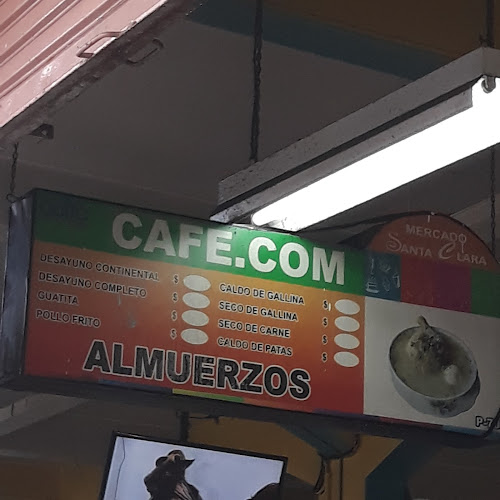 CAFE.COM
DESAYUNO CONTINENTAL $
DESAYUNO COMPLETO $
GUATITA $
POLLO FRITO $
CALDO DE GALLINA $
SECO DE GALLINA $
SECO DE CARNE $
CALDO DE PATAS $
ALMUERZOS
MERCADO
SANTA CLARA